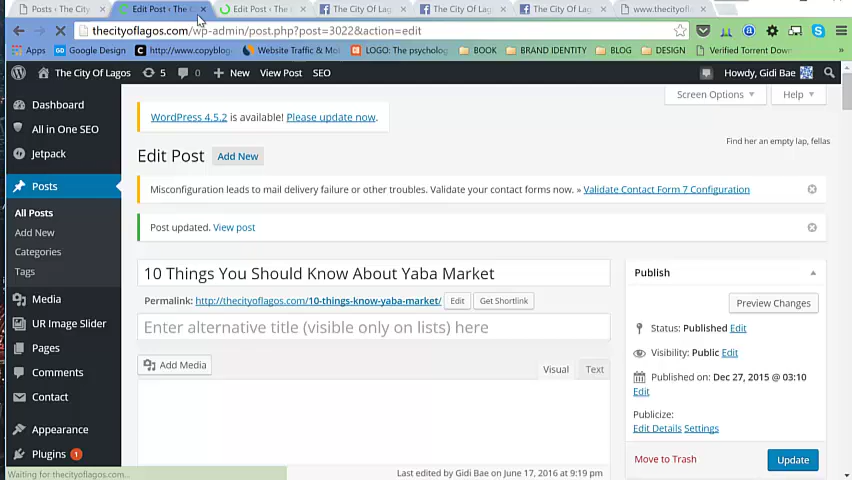 Posts ‹ The City
Edit Post ‹ The C
Edit Post ‹ The C
The City Of Lag
The City Of Lag
The City Of Lag
www.thecityofla
thecityoflagos.com/wp-admin/post.php?post=3022&action=edit
Apps
Google Design
http://www.copyblog
Website Traffic & Mo
LOGO: The psycholog
BOOK
BRAND IDENTITY
BLOG
DESIGN
Verified Torrent Down
The City Of Lagos
5
0
New
View Post
SEO
Howdy, Gidi Bae
Dashboard
All in One SEO
Jetpack
Posts
All Posts
Add New
Categories
Tags
Media
UR Image Slider
Pages
Comments
Contact
Appearance
Plugins 1
Screen Options
Help
WordPress 4.5.2 is available! Please update now.
Find her an empty lap, fellas
Edit Post Add New
Misconfiguration leads to mail delivery failure or other troubles. Validate your contact forms now. » Validate Contact Form 7 Configuration
Post updated. View post
10 Things You Should Know About Yaba Market
Permalink: http://thecityoflagos.com/10-things-know-yaba-market/ Edit Get Shortlink
Enter alternative title (visible only on lists) here
Add Media
Visual
Text
Last edited by Gidi Bae on June 17, 2016 at 9:19 pm
Publish
Preview Changes
Status: Published Edit
Visibility: Public Edit
Published on: Dec 27, 2015 @ 03:10
Edit
Publicize:
Edit Details Settings
Move to Trash
Update
Waiting for thecityoflagos.com...